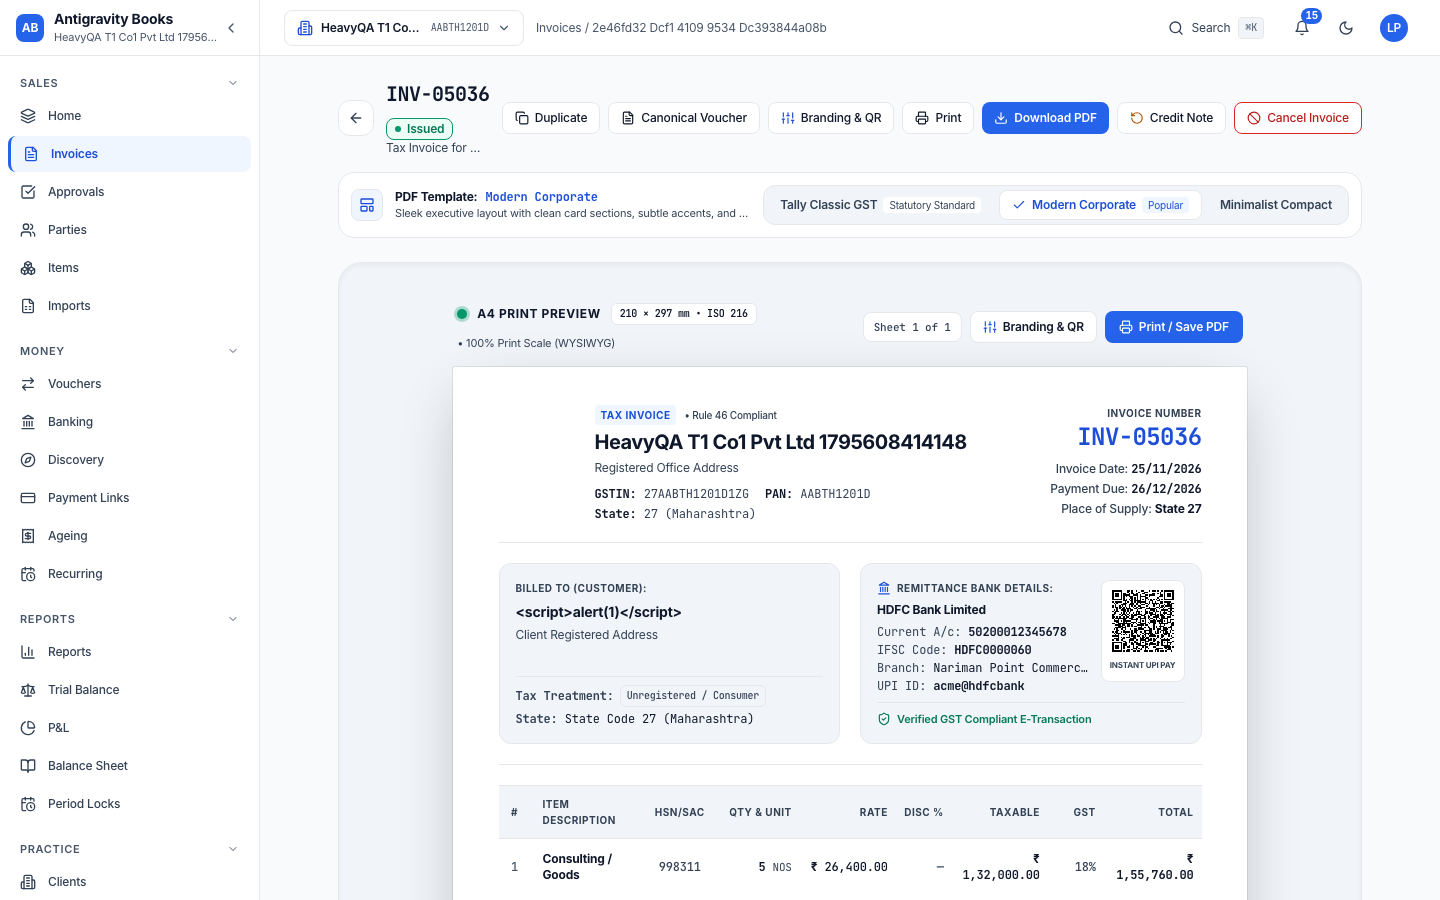 AB
Antigravity Books
HeavyQA T1 Co1 Pvt Ltd 17956...
HeavyQA T1 Co... AABTH1201D
Invoices / 2e46fd32 Dcf1 4109 9534 Dc393844a08b
Search ⌘K
15
LP
SALES
Home
Invoices
Approvals
Parties
Items
Imports
MONEY
Vouchers
Banking
Discovery
Payment Links
Ageing
Recurring
REPORTS
Reports
Trial Balance
P&L
Balance Sheet
Period Locks
PRACTICE
Clients
INV-05036
Issued
Tax Invoice for ...
Duplicate
Canonical Voucher
Branding & QR
Print
Download PDF
Credit Note
Cancel Invoice
PDF Template: Modern Corporate
Sleek executive layout with clean card sections, subtle accents, and ...
Tally Classic GST Statutory Standard
Modern Corporate Popular
Minimalist Compact
A4 PRINT PREVIEW 210 × 297 mm • ISO 216
• 100% Print Scale (WYSIWYG)
Sheet 1 of 1
Branding & QR
Print / Save PDF
TAX INVOICE • Rule 46 Compliant
HeavyQA T1 Co1 Pvt Ltd 1795608414148
Registered Office Address
GSTIN: 27AABTH1201D1ZG PAN: AABTH1201D
State: 27 (Maharashtra)
INVOICE NUMBER
INV-05036
Invoice Date: 25/11/2026
Payment Due: 26/12/2026
Place of Supply: State 27
BILLED TO (CUSTOMER):
<script>alert(1)</script>
Client Registered Address
Tax Treatment: Unregistered / Consumer
State: State Code 27 (Maharashtra)
REMITTANCE BANK DETAILS:
HDFC Bank Limited
Current A/c: 50200012345678
IFSC Code: HDFC0000060
Branch: Nariman Point Commerc…
UPI ID: acme@hdfcbank
INSTANT UPI PAY
Verified GST Compliant E-Transaction
# ITEM DESCRIPTION HSN/SAC QTY & UNIT RATE DISC % TAXABLE GST TOTAL
1 Consulting / Goods 998311 5 NOS ₹ 26,400.00 — ₹ 1,32,000.00 18% ₹ 1,55,760.00